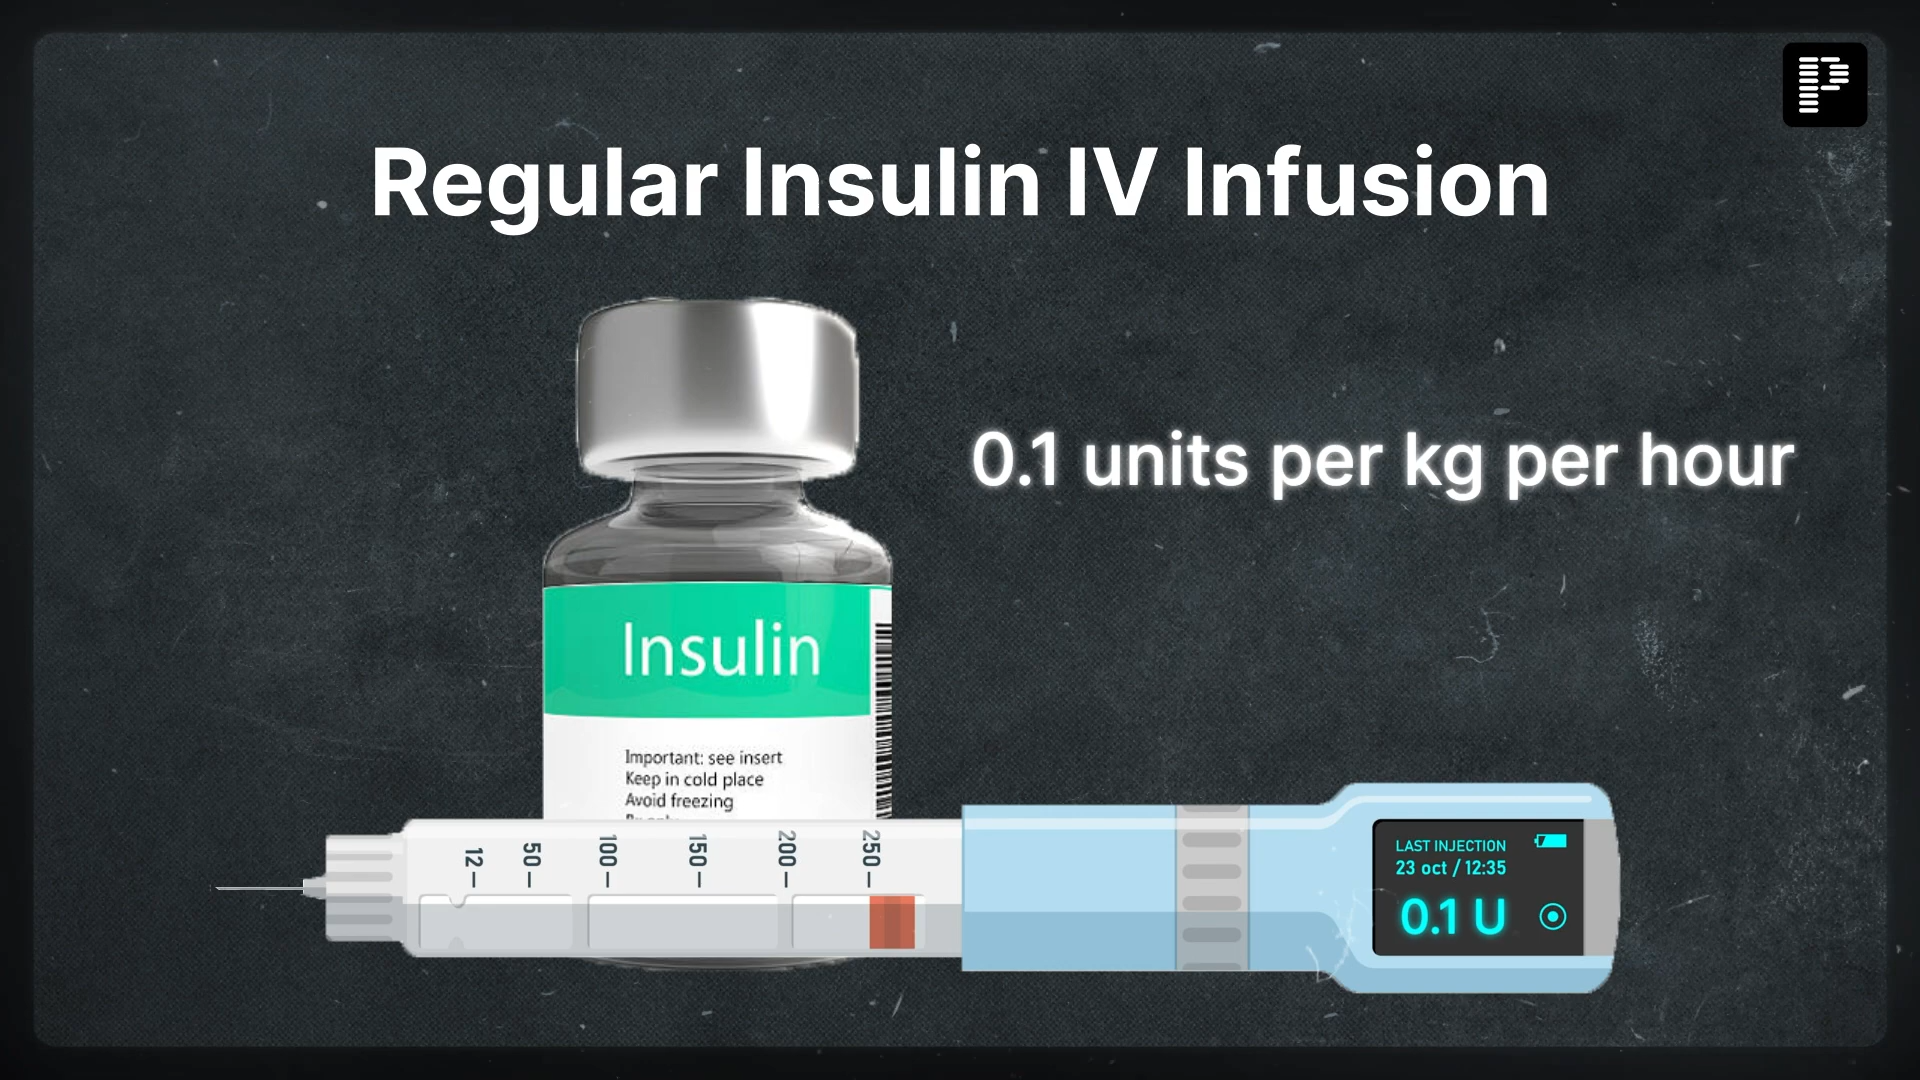 Regular Insulin IV Infusion
0.1 units per kg per hour
Insulin
Important: see insert
Keep in cold place
Avoid freezing
12
50
100
150
200
250
LAST INJECTION
23 oct / 12:35
0.1 U